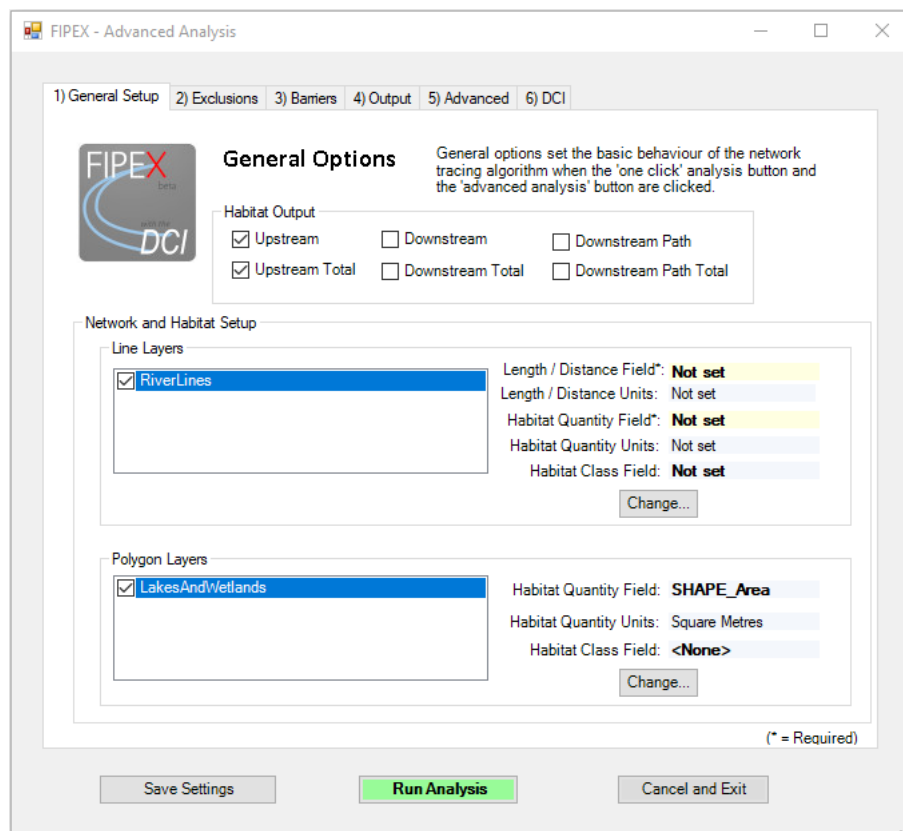 FIPEX - Advanced Analysis
1) General Setup 2) Exclusions 3) Barriers 4) Output 5) Advanced 6) DCI
FIPEX
beta
with the
DCI
General Options
General options set the basic behaviour of the network
tracing algorithm when the 'one click' analysis button and
the 'advanced analysis' button are clicked.
Habitat Output
Upstream Downstream Downstream Path
Upstream Total Downstream Total Downstream Path Total
Network and Habitat Setup
Line Layers
RiverLines
Length / Distance Field*: Not set
Length / Distance Units: Not set
Habitat Quantity Field*: Not set
Habitat Quantity Units: Not set
Habitat Class Field: Not set
Change...
Polygon Layers
LakesAndWetlands
Habitat Quantity Field: SHAPE_Area
Habitat Quantity Units: Square Metres
Habitat Class Field: <None>
Change...
(* = Required)
Save Settings Run Analysis Cancel and Exit